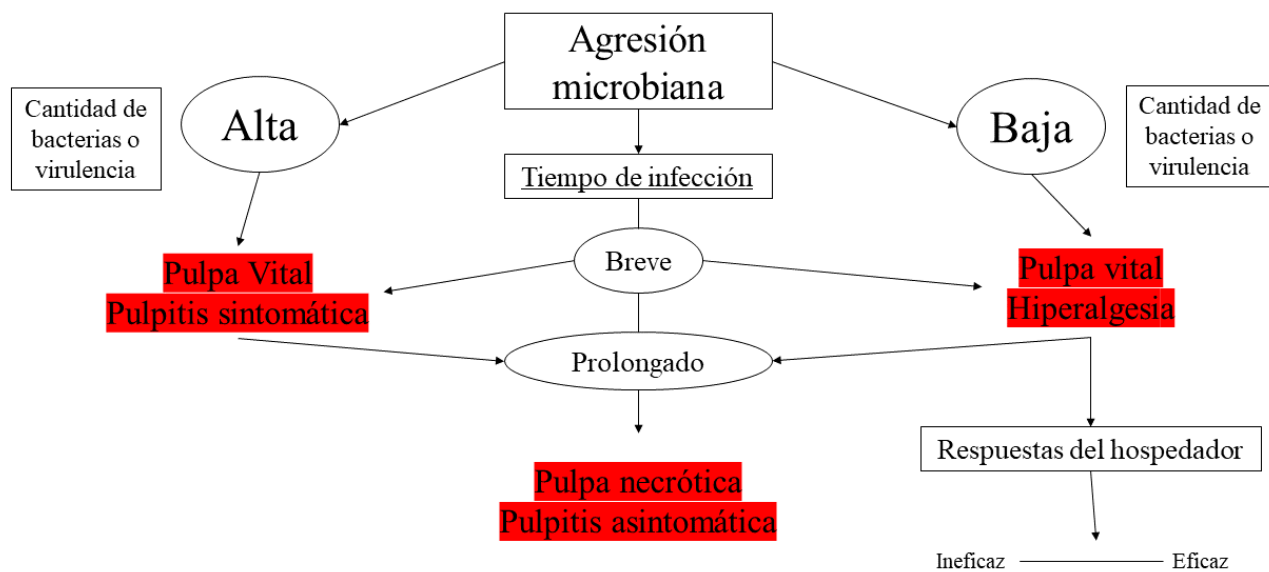 Agresión
microbiana
Cantidad de
bacterias o
virulencia
Alta
Baja
Cantidad de
bacterias o
virulencia
Tiempo de infección
Pulpa Vital
Pulpitis sintomática
Breve
Pulpa vital
Hiperalgesia
Prolongado
Respuestas del hospedador
Pulpa necrótica
Pulpitis asintomática
Ineficaz
Eficaz